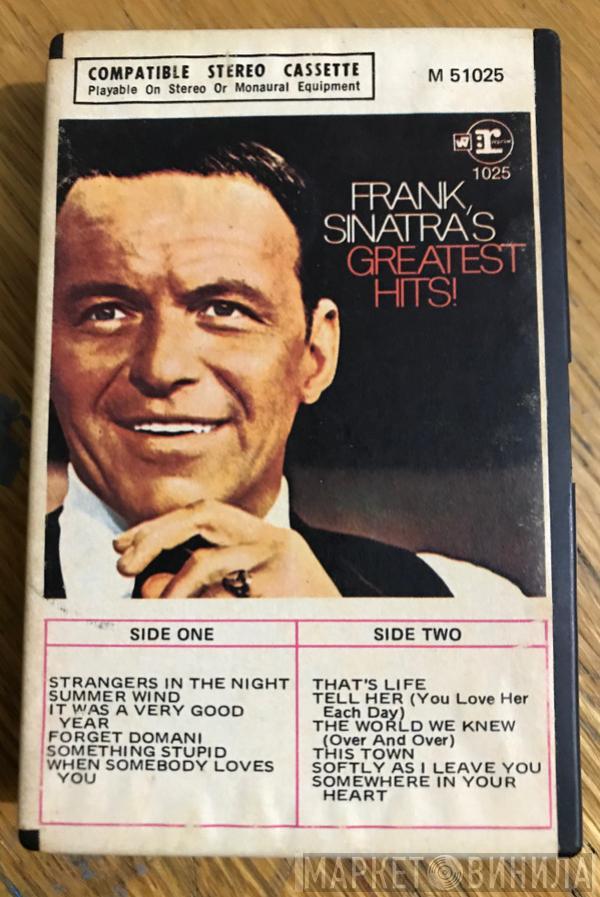 COMPATIBLE STEREO CASSETTE
Playable On Stereo Or Monaural Equipment
M 51025
W r reprise
1025
FRANK
SINATRA'S
GREATEST
HITS!
SIDE ONE
STRANGERS IN THE NIGHT
SUMMER WIND
IT WAS A VERY GOOD
YEAR
FORGET DOMANI
SOMETHING STUPID
WHEN SOMEBODY LOVES
YOU
SIDE TWO
THAT'S LIFE
TELL HER (You Love Her
Each Day)
THE WORLD WE KNEW
(Over And Over)
THIS TOWN
SOFTLY AS I LEAVE YOU
SOMEWHERE IN YOUR
HEART
МАРКЕТ ВИНИЛА